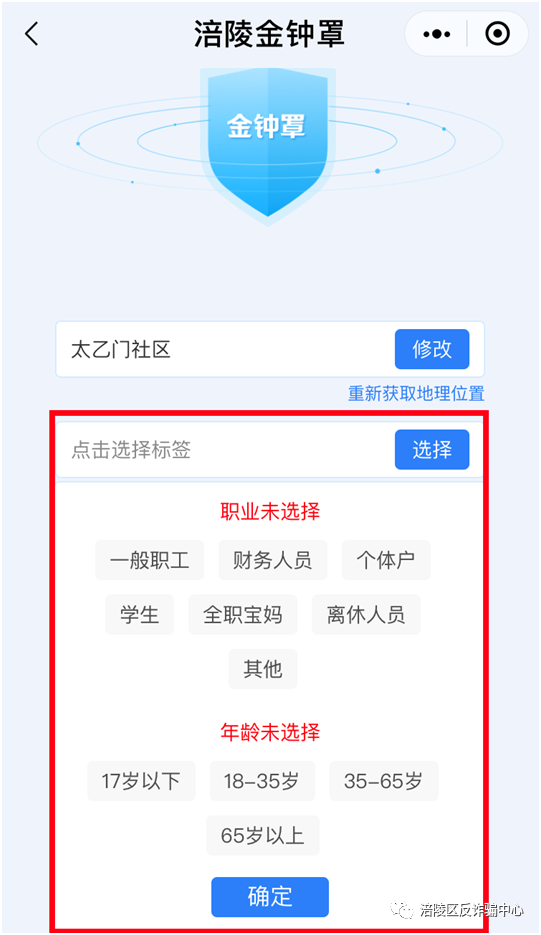 涪陵金钟罩
金钟罩
太乙门社区 修改
重新获取地理位置
点击选择标签 选择
职业未选择
一般职工 财务人员 个体户
学生 全职宝妈 离休人员
其他
年龄未选择
17岁以下 18-35岁 35-65岁
65岁以上
确定
涪陵区反诈骗中心